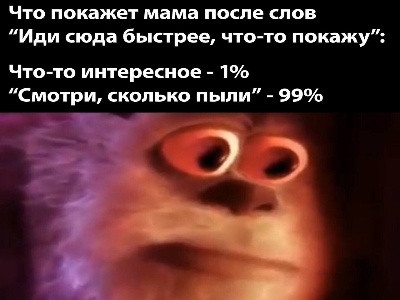 Что покажет мама после слов
“Иди сюда быстрее, что-то покажу”:
Что-то интересное - 1%
“Смотри, сколько пыли” - 99%